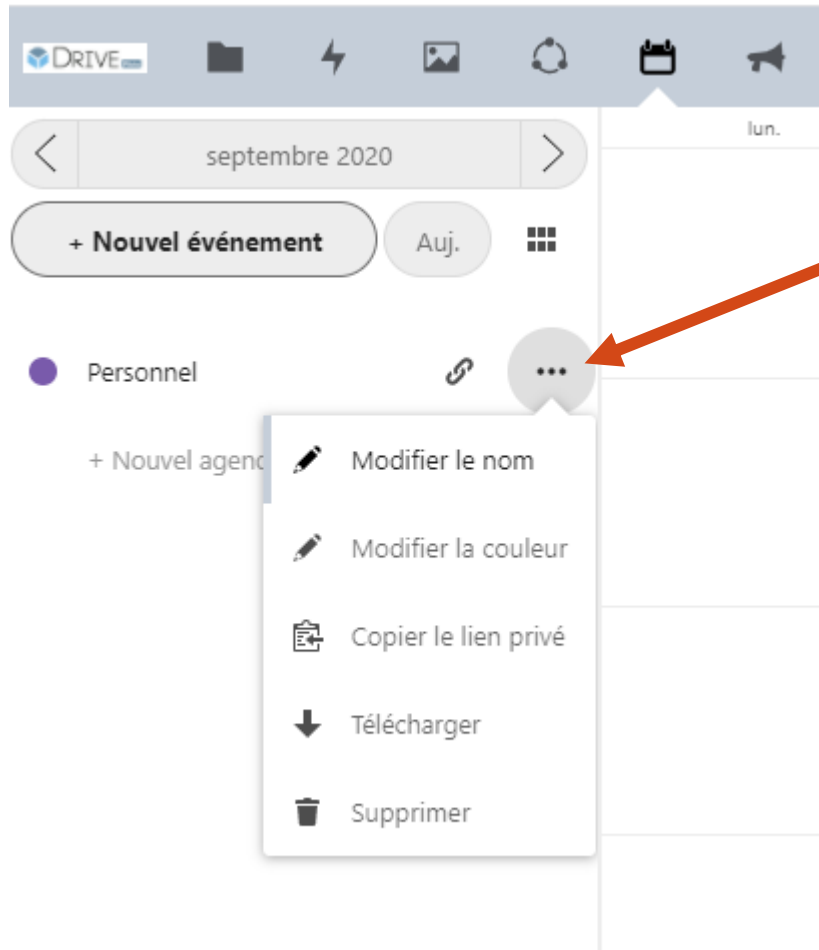 DRIVE
lun.
septembre 2020
+ Nouvel événement
Auj.
Personnel
+ Nouvel agend
Modifier le nom
Modifier la couleur
Copier le lien privé
Télécharger
Supprimer